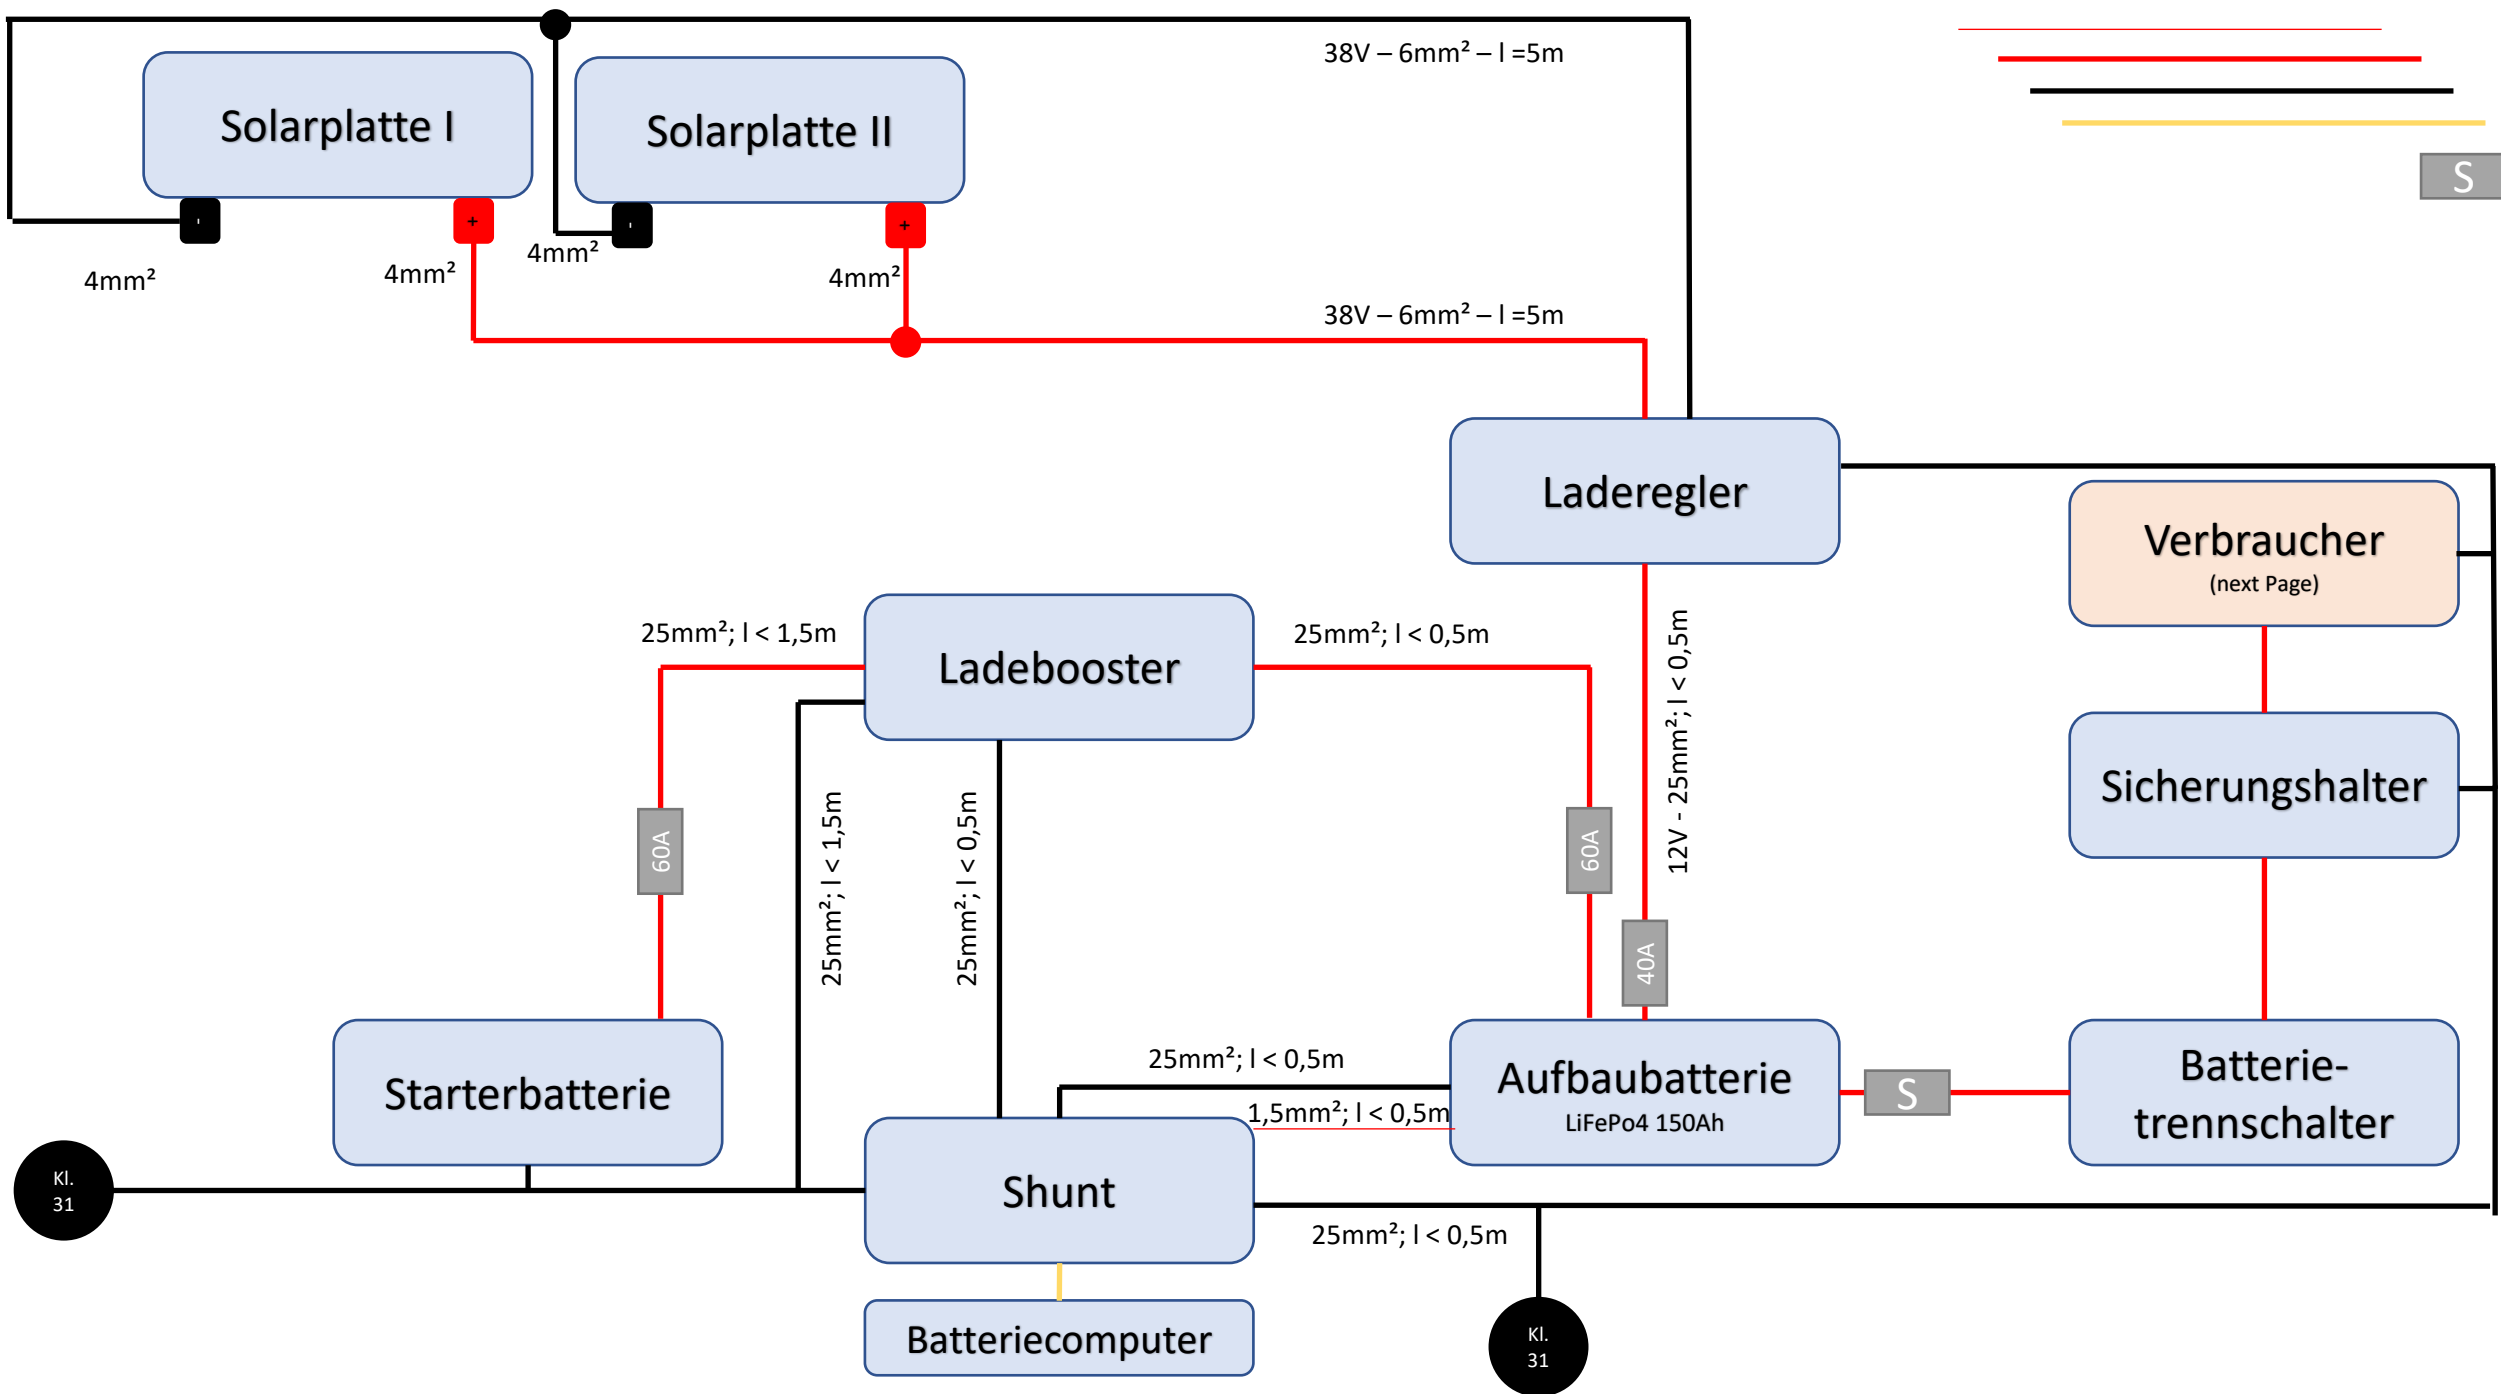 38V – 6mm² – l =5m
Solarplatte I
Solarplatte II
S
-
+
-
+
4mm²
4mm²
4mm²
4mm²
38V – 6mm² – l =5m
Laderegler
Verbraucher
(next Page)
25mm²; l < 1,5m
Ladebooster
25mm²; l < 0,5m
12V - 25mm²; l < 0,5m
Sicherungshalter
60A
25mm²; l < 1,5m
25mm²; l < 0,5m
60A
40A
Starterbatterie
25mm²; l < 0,5m
1,5mm²; l < 0,5m
Aufbaubatterie
LiFePo4 150Ah
S
Batterie-
trennschalter
Kl.
31
Shunt
25mm²; l < 0,5m
Batteriecomputer
Kl.
31